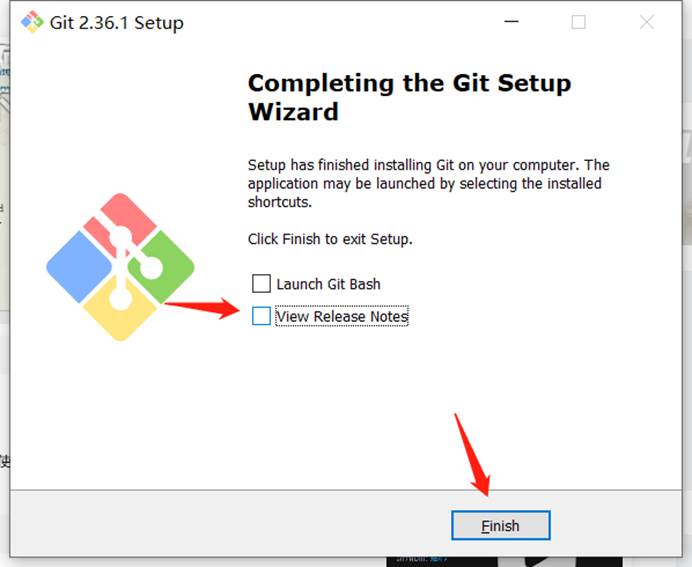 Git 2.36.1 Setup
Completing the Git Setup
Wizard
Setup has finished installing Git on your computer. The
application may be launched by selecting the installed
shortcuts.
Click Finish to exit Setup.
Launch Git Bash
View Release Notes
使
Finish